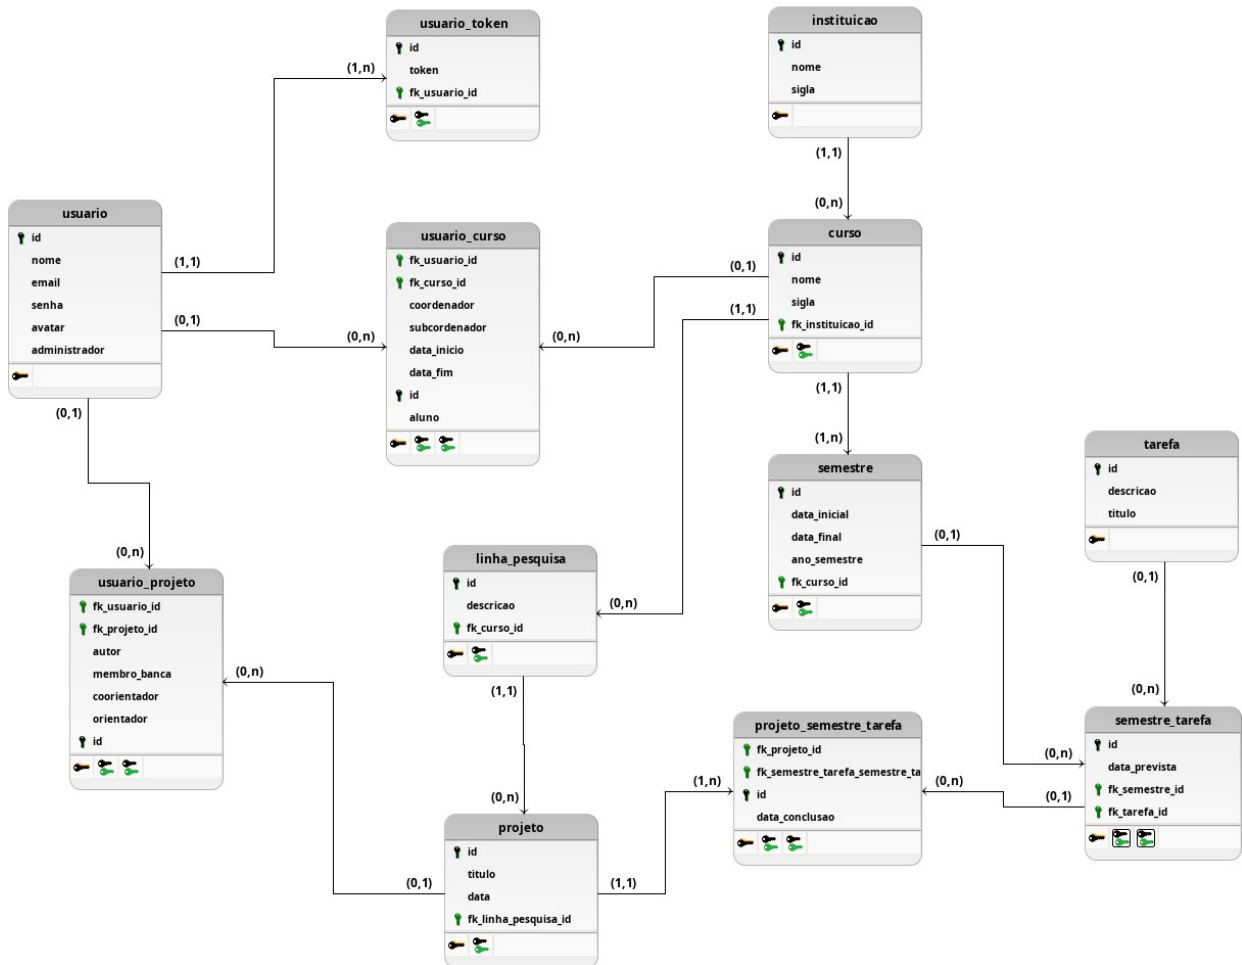 usuario_token
id
token
fk_usuario_id
(1,n)
instituicao
id
nome
sigla
(1,1)
(0,n)
usuario
id
nome
email
senha
avatar
administrador
(1,1)
(0,1)
(0,1)
usuario_curso
fk_usuario_id
fk_curso_id
coordenador
subcordenador
data_inicio
data_fim
id
aluno
(0,n)
(0,n)
curso
id
nome
sigla
fk_instituicao_id
(0,1)
(1,1)
(1,1)
(1,n)
semestre
id
data_inicial
data_final
ano_semestre
fk_curso_id
(0,1)
tarefa
id
descricao
titulo
(0,1)
(0,n)
linha_pesquisa
id
descricao
fk_curso_id
(0,n)
(1,1)
(0,n)
(0,n)
usuario_projeto
fk_usuario_id
fk_projeto_id
autor
membro_banca
coorientador
orientador
id
(0,n)
projeto_semestre_tarefa
fk_projeto_id
fk_semestre_tarefa_semestre_ta
id
data_conclusao
(1,n)
(0,n)
semestre_tarefa
id
data_prevista
fk_semestre_id
fk_tarefa_id
(0,n)
(0,1)
projeto
id
titulo
data
fk_linha_pesquisa_id
(0,1)
(1,1)